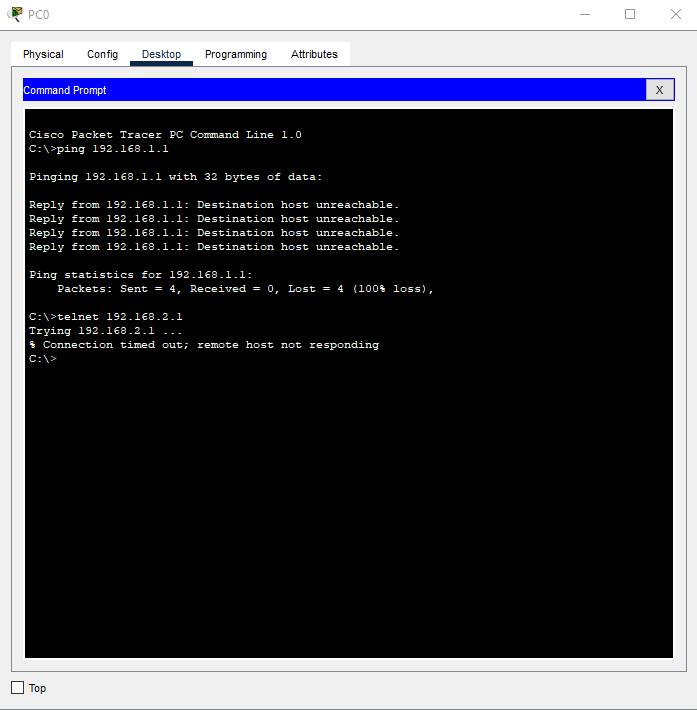 PC0
Physical Config Desktop Programming Attributes
Command Prompt X
Cisco Packet Tracer PC Command Line 1.0
C:\>ping 192.168.1.1
Pinging 192.168.1.1 with 32 bytes of data:
Reply from 192.168.1.1: Destination host unreachable.
Reply from 192.168.1.1: Destination host unreachable.
Reply from 192.168.1.1: Destination host unreachable.
Reply from 192.168.1.1: Destination host unreachable.
Ping statistics for 192.168.1.1:
    Packets: Sent = 4, Received = 0, Lost = 4 (100% loss),
C:\>telnet 192.168.2.1
Trying 192.168.2.1 ...
% Connection timed out; remote host not responding
C:\>
Top